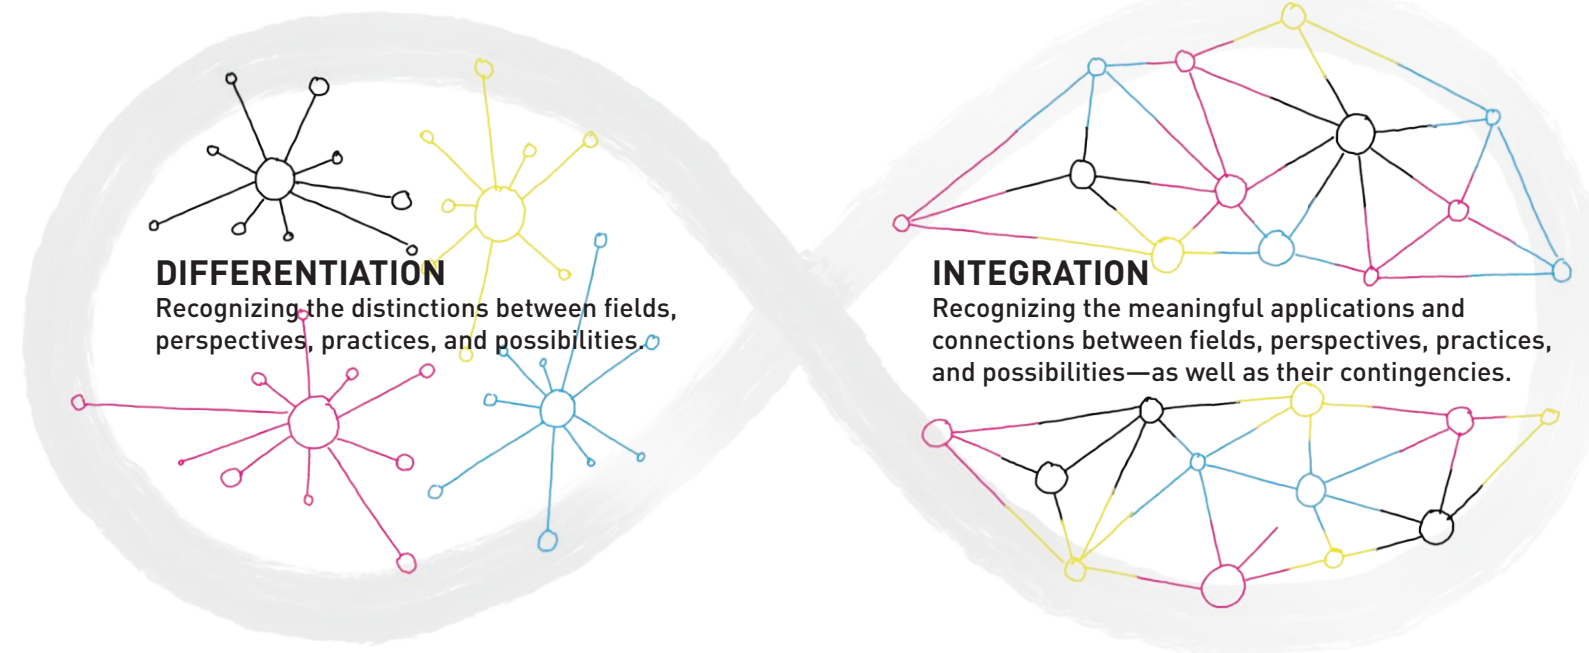 DIFFERENTIATION
Recognizing the distinctions between fields,
perspectives, practices, and possibilities.
INTEGRATION
Recognizing the meaningful applications and
connections between fields, perspectives, practices,
and possibilities—as well as their contingencies.